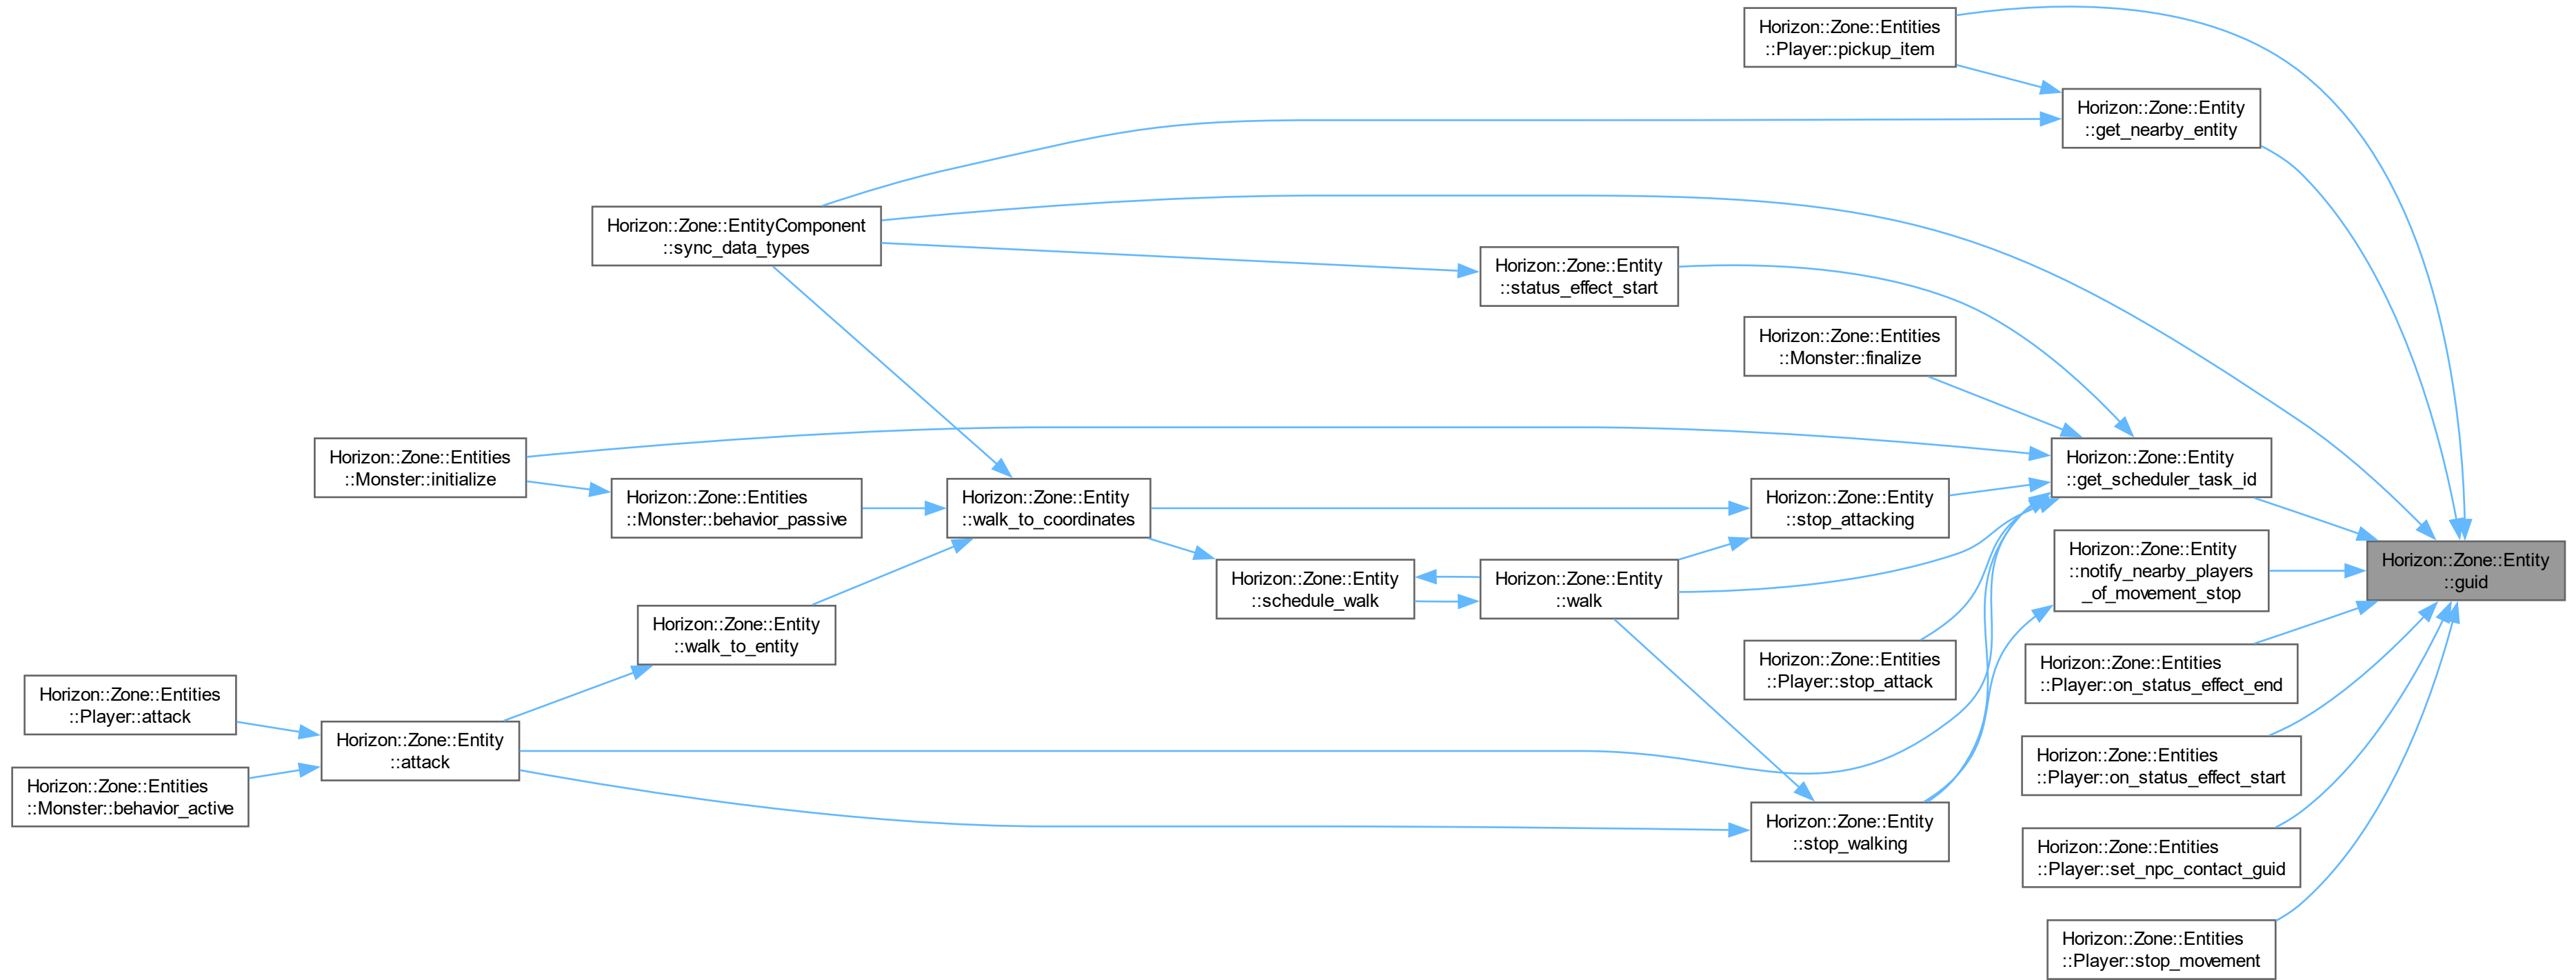 Horizon::Zone::Entities
::Player::pickup_item
Horizon::Zone::Entity
::get_nearby_entity
Horizon::Zone::EntityComponent
::sync_data_types
Horizon::Zone::Entity
::status_effect_start
Horizon::Zone::Entities
::Monster::finalize
Horizon::Zone::Entities
::Monster::initialize
Horizon::Zone::Entity
::get_scheduler_task_id
Horizon::Zone::Entities
::Monster::behavior_passive
Horizon::Zone::Entity
::walk_to_coordinates
Horizon::Zone::Entity
::stop_attacking
Horizon::Zone::Entity
::notify_nearby_players
_of_movement_stop
Horizon::Zone::Entity
::guid
Horizon::Zone::Entity
::schedule_walk
Horizon::Zone::Entity
::walk
Horizon::Zone::Entity
::walk_to_entity
Horizon::Zone::Entities
::Player::stop_attack
Horizon::Zone::Entities
::Player::on_status_effect_end
Horizon::Zone::Entities
::Player::attack
Horizon::Zone::Entity
::attack
Horizon::Zone::Entities
::Player::on_status_effect_start
Horizon::Zone::Entities
::Monster::behavior_active
Horizon::Zone::Entity
::stop_walking
Horizon::Zone::Entities
::Player::set_npc_contact_guid
Horizon::Zone::Entities
::Player::stop_movement